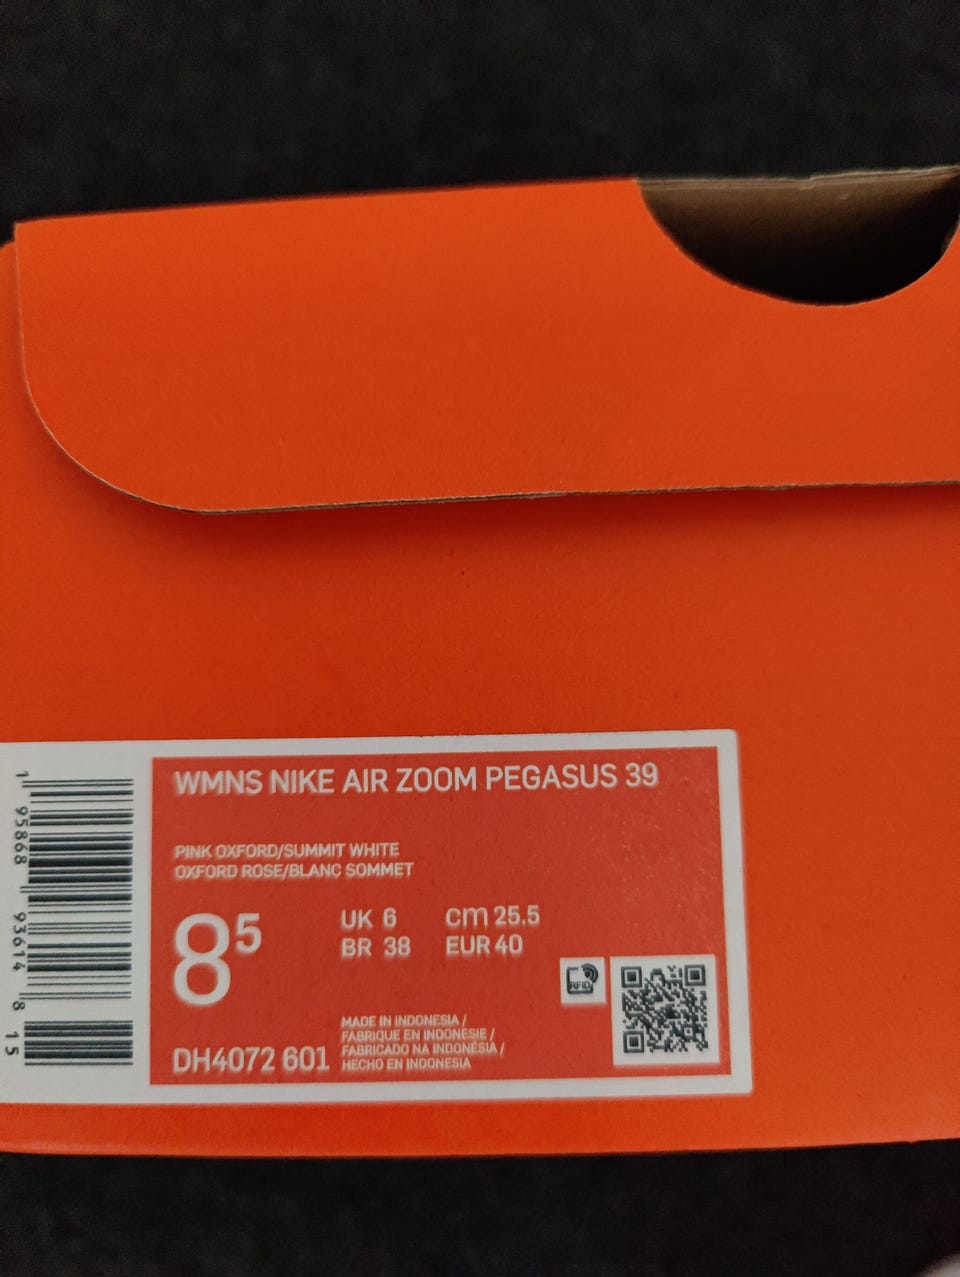 WMNS NIKE AIR ZOOM PEGASUS 39
PINK OXFORD/SUMMIT WHITE
OXFORD ROSE/BLANC SOMMET
8⁵
UK 6 cm 25.5
BR 38 EUR 40
RFID
DH4072 601
MADE IN INDONESIA /
FABRIQUE EN INDONESIE /
FABRICADO NA INDONÉSIA /
HECHO EN INDONESIA
1 95868 93614 8 15